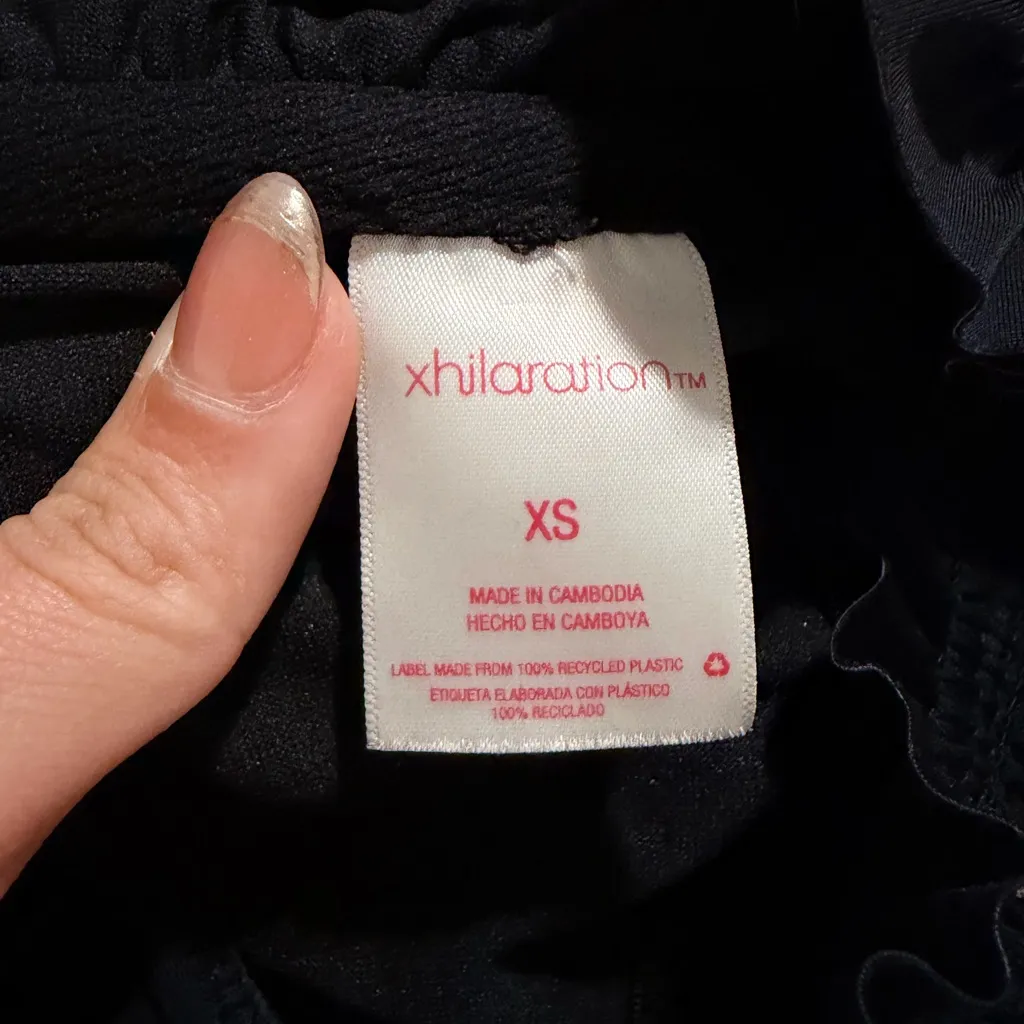 xhilaration™
XS
MADE IN CAMBODIA
HECHO EN CAMBOYA
LABEL MADE FROM 100% RECYCLED PLASTIC
ETIQUETA ELABORADA CON PLÁSTICO
100% RECICLADO